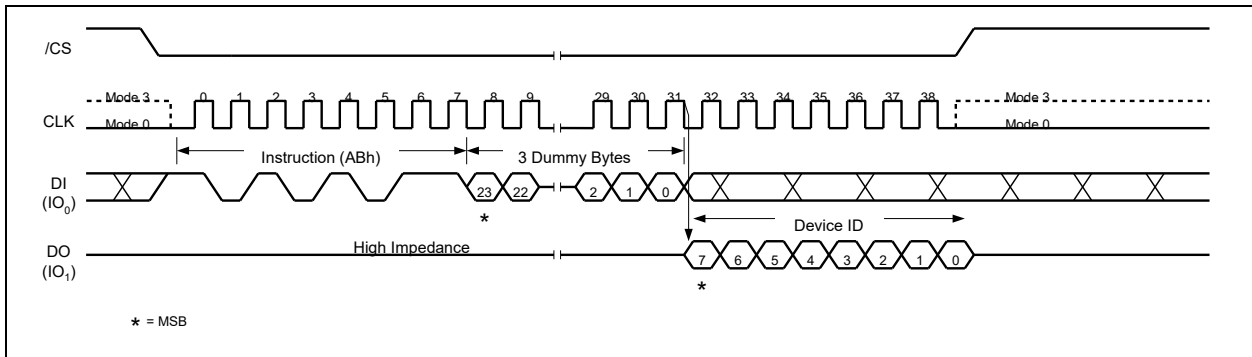 /CS
Mode 3 0 1 2 3 4 5 6 7 8 9 29 30 31 32 33 34 35 36 37 38 Mode 3
CLK
Mode 0 Mode 0
Instruction (ABh) 3 Dummy Bytes
DI
(IO0)
23 22 2 1 0
*
Device ID
High Impedance
DO
(IO1)
7 6 5 4 3 2 1 0
*
* = MSB